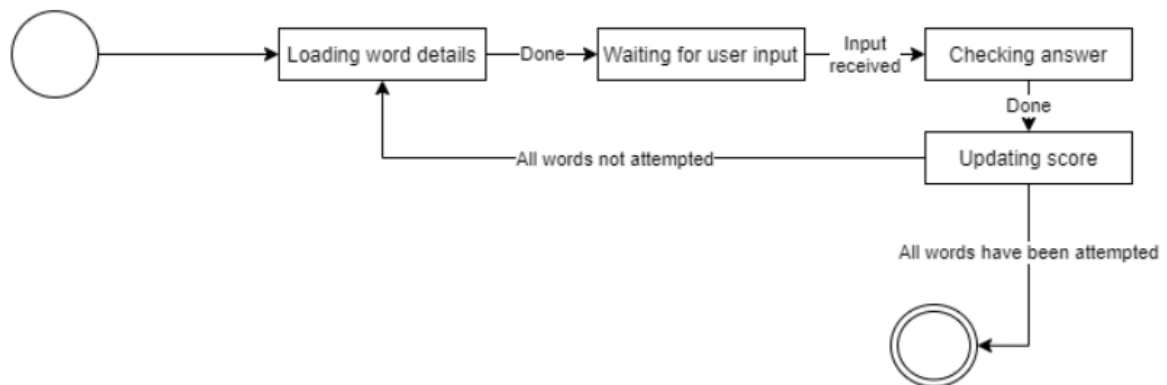 Loading word details
Done
Waiting for user input
Input
received
Checking answer
Done
Updating score
All words not attempted
All words have been attempted